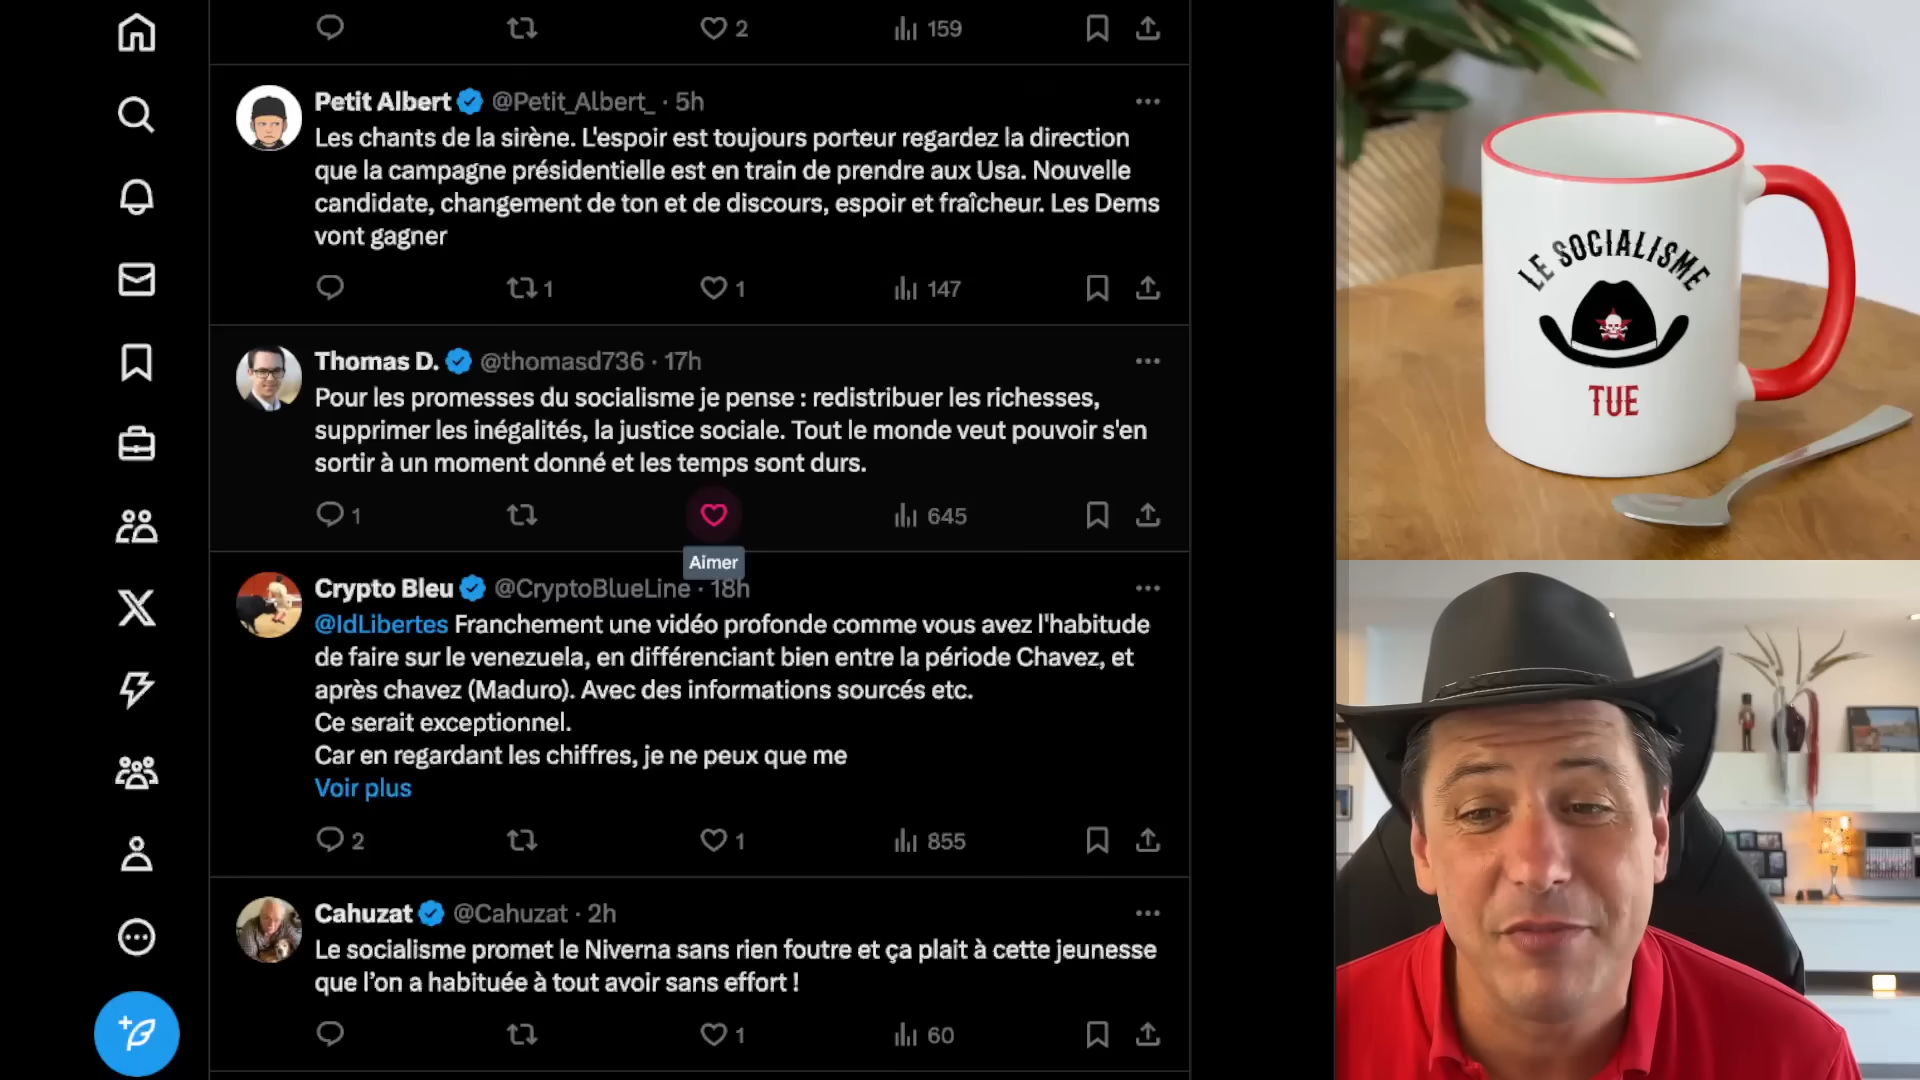 2
159
Petit Albert @Petit_Albert_ · 5h
Les chants de la sirène. L'espoir est toujours porteur regardez la direction
que la campagne présidentielle est en train de prendre aux Usa. Nouvelle
candidate, changement de ton et de discours, espoir et fraîcheur. Les Dems
vont gagner
1
1
147
Thomas D. @thomasd736 · 17h
Pour les promesses du socialisme je pense : redistribuer les richesses,
supprimer les inégalités, la justice sociale. Tout le monde veut pouvoir s'en
sortir à un moment donné et les temps sont durs.
1
645
Aimer
Crypto Bleu @CryptoBlueLine · 18h
@IdLibertes Franchement une vidéo profonde comme vous avez l'habitude
de faire sur le venezuela, en différenciant bien entre la période Chavez, et
après chavez (Maduro). Avec des informations sourcés etc.
Ce serait exceptionnel.
Car en regardant les chiffres, je ne peux que me
Voir plus
2
1
855
Cahuzat @Cahuzat · 2h
Le socialisme promet le Niverna sans rien foutre et ça plait à cette jeunesse
que l’on a habituée à tout avoir sans effort !
1
60
LE SOCIALISME
TUE